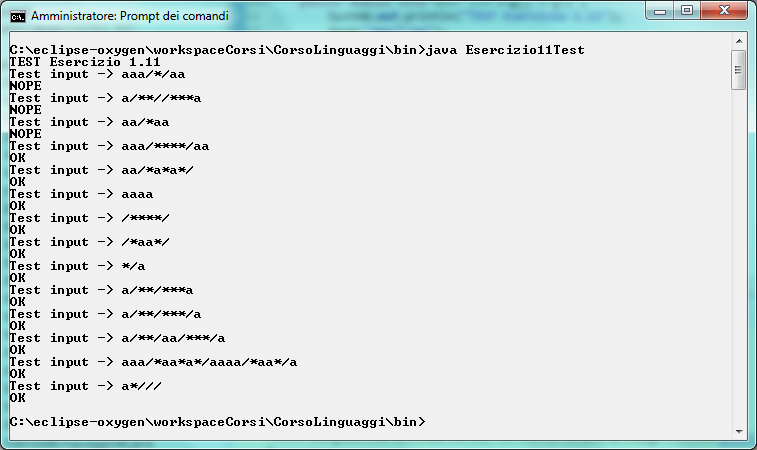 Amministratore: Prompt dei comandi
C:\eclipse-oxygen\workspaceCorsi\CorsoLinguaggi\bin>java Esercizio11Test
TEST Esercizio 1.11
Test input -> aaa/*/aa
NOPE
Test input -> a/**//***a
NOPE
Test input -> aa/*aa
NOPE
Test input -> aaa/****/aa
OK
Test input -> aa/*a*a*/
OK
Test input -> aaaa
OK
Test input -> /****/
OK
Test input -> /*aa*/
OK
Test input -> */a
OK
Test input -> a/**/***a
OK
Test input -> a/**/***/a
OK
Test input -> a/**/aa/***/a
OK
Test input -> aaa/*aa*a*/aaaa/*aa*/a
OK
Test input -> a*///
OK
C:\eclipse-oxygen\workspaceCorsi\CorsoLinguaggi\bin>